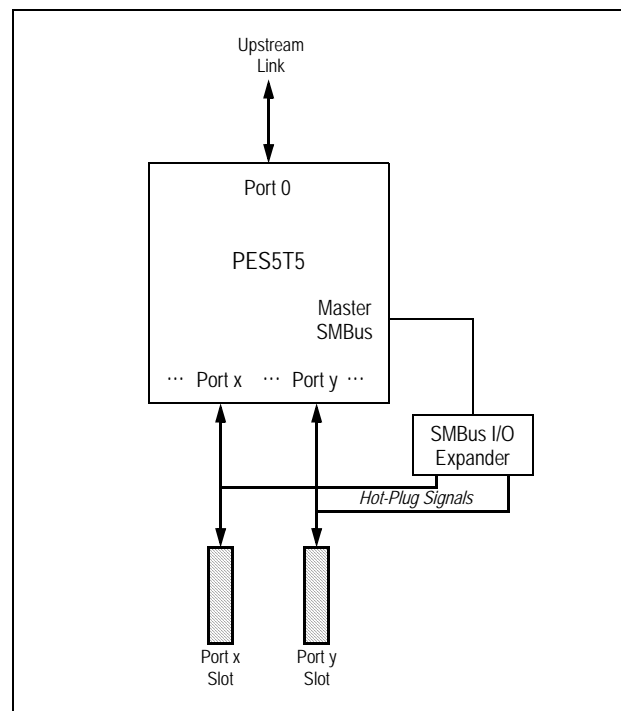 Upstream
Link
Port 0
PES5T5
Master
SMBus
··· Port x ··· Port y ···
SMBus I/O
Expander
Hot-Plug Signals
Port x
Slot
Port y
Slot